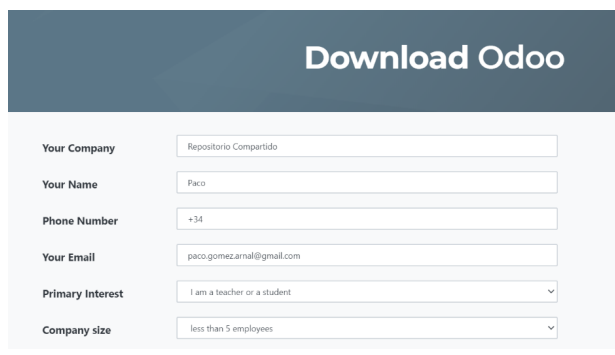 Download Odoo
Your Company Repositorio Compartido
Your Name Paco
Phone Number +34
Your Email paco.gomez.arnal@gmail.com
Primary Interest I am a teacher or a student
Company size less than 5 employees